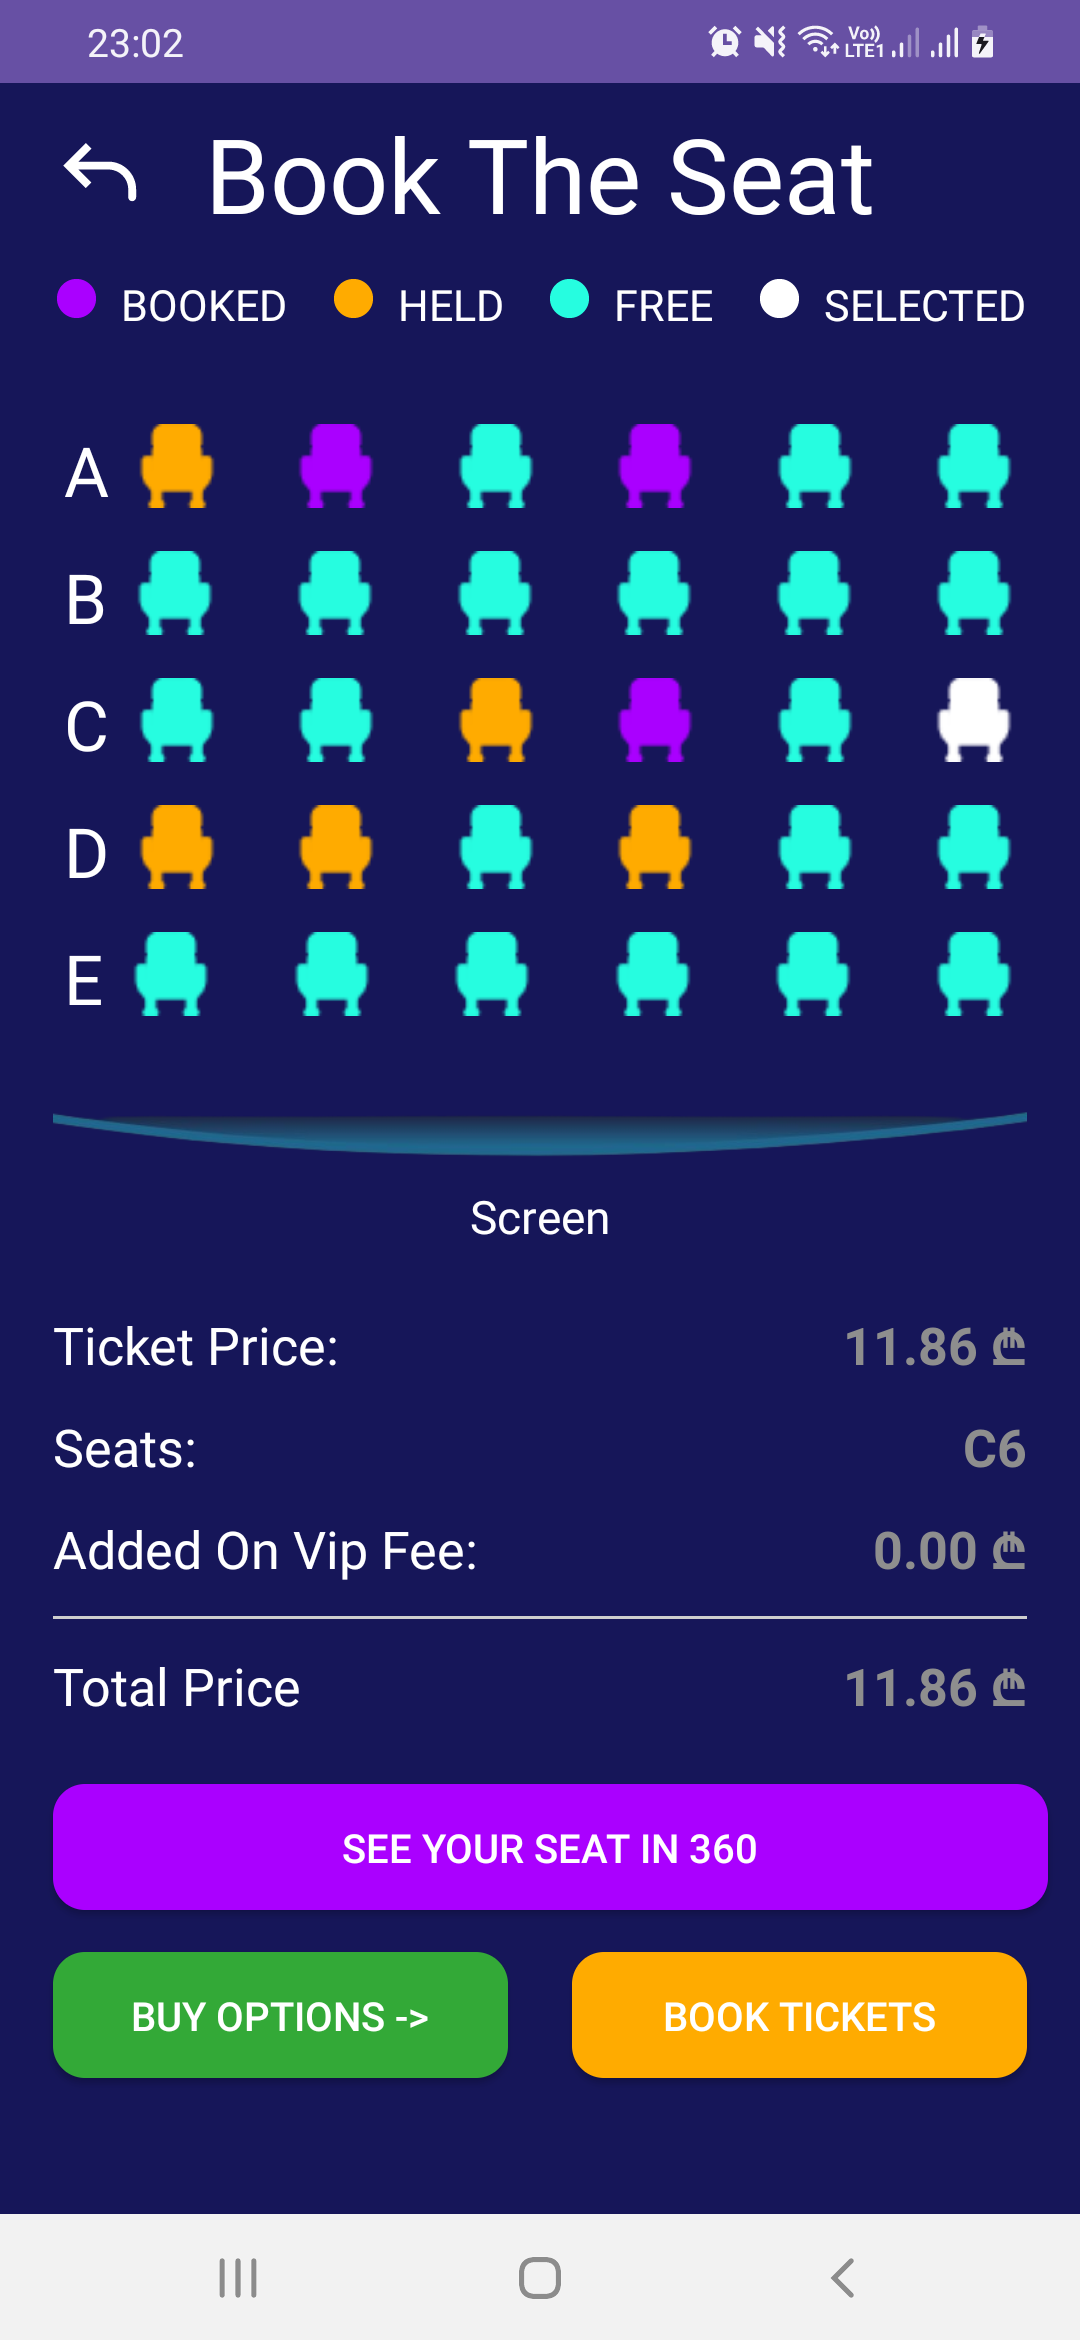 23:02
Vo)) LTE1
Book The Seat
BOOKED HELD FREE SELECTED
A
B
C
D
E
Screen
Ticket Price: 11.86 ₾
Seats: C6
Added On Vip Fee: 0.00 ₾
Total Price 11.86 ₾
SEE YOUR SEAT IN 360
BUY OPTIONS -> BOOK TICKETS